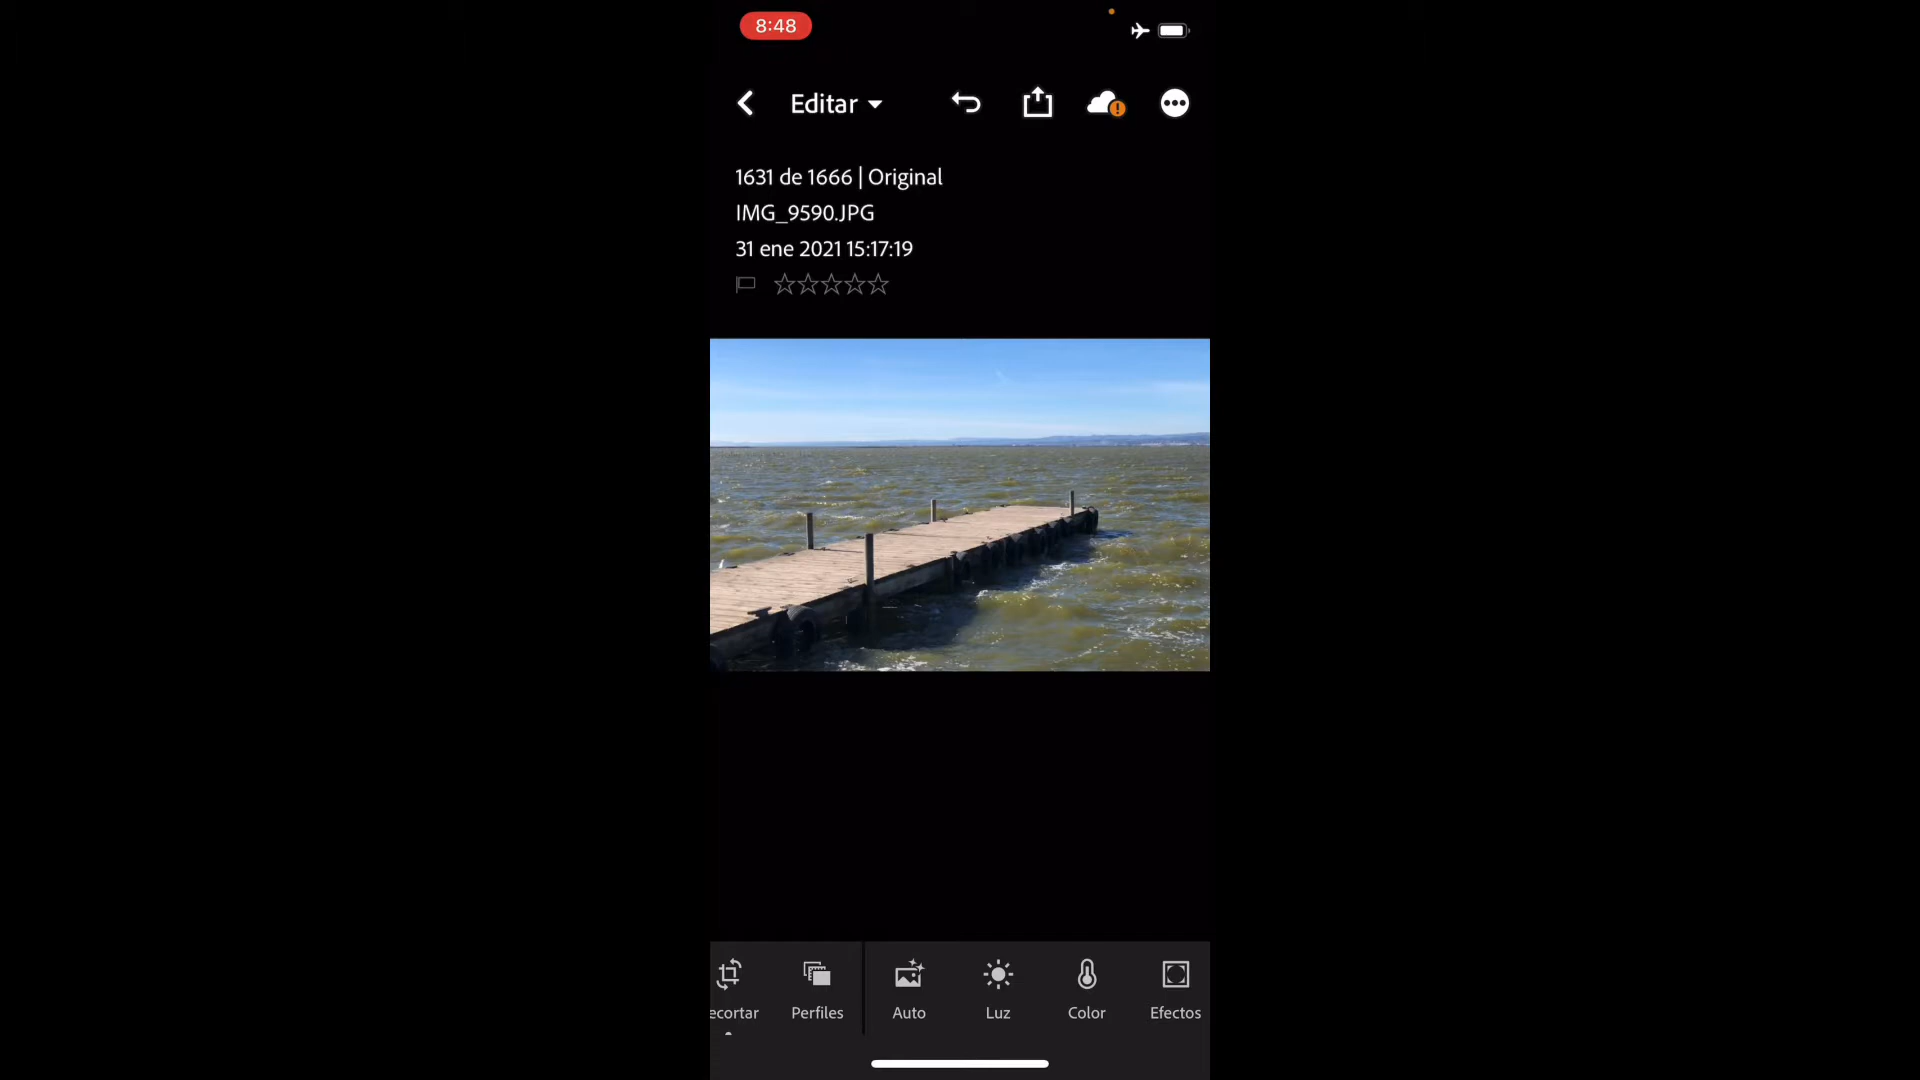 8:48
Editar
1631 de 1666 | Original
IMG_9590.JPG
31 ene 2021 15:17:19
ecortar Perfiles Auto Luz Color Efectos